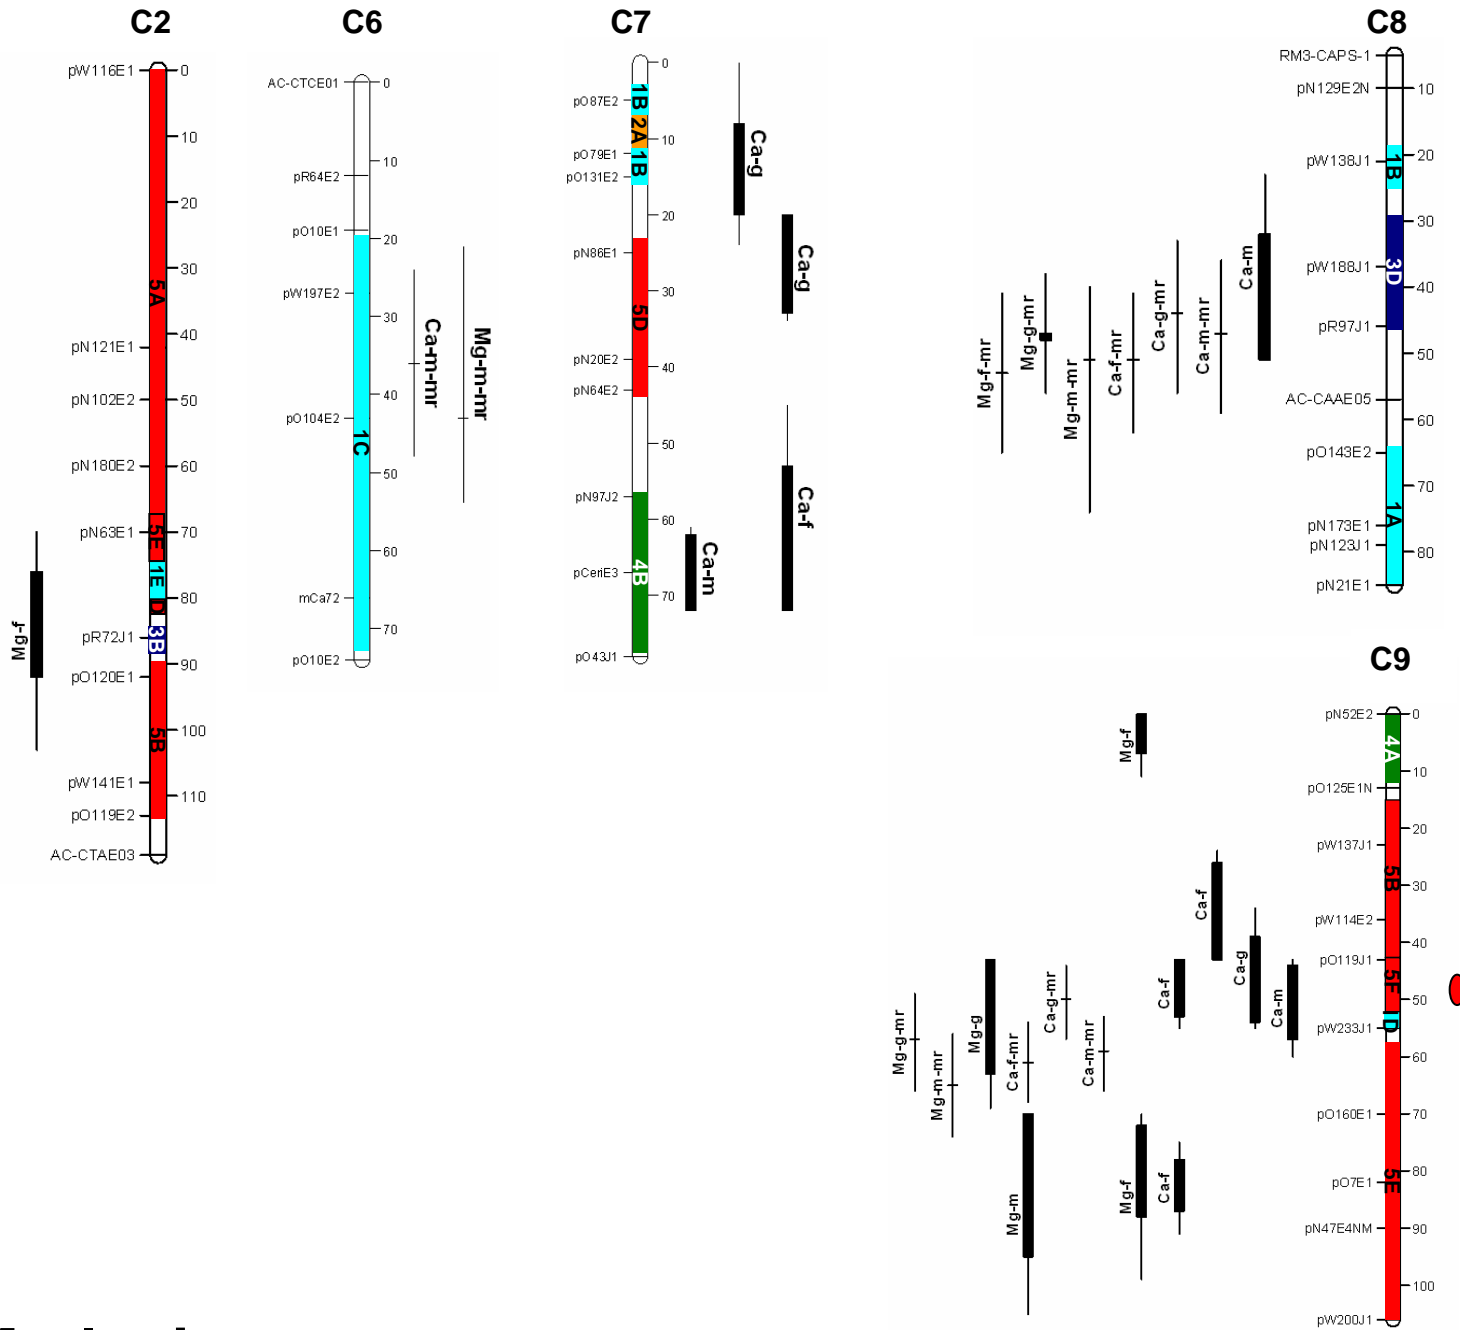 C2
pW116E1
pN121E1
pN102E2
pN180E2
pN63E1
pR72J1
pO120E1
pW141E1
pO119E2
AC-CTAE03
0
10
20
30
40
50
60
70
80
90
100
110
5A
5E
1E
D
3B
5B
Mg-f
C6
AC-CTCE01
pR64E2
pO10E1
pW197E2
pO104E2
mCa72
pO10E2
0
10
20
30
40
50
60
70
1C
Ca-m-mr
Mg-m-mr
C7
pO87E2
pO79E1
pO131E2
pN86E1
pN20E2
pN64E2
pN97J2
pCeriE3
pO43J1
0
10
20
30
40
50
60
70
1B
2A
1B
5D
4B
Ca-g
Ca-g
Ca-f
Ca-m
C8
RM3-CAPS-1
pN129E2N
pW138J1
pW188J1
pR97J1
AC-CAAE05
pO143E2
pN173E1
pN123J1
pN21E1
10
20
30
40
50
60
70
80
1B
3D
1A
Mg-f-mr
Mg-g-mr
Mg-m-mr
Ca-f-mr
Ca-g-mr
Ca-m-mr
Ca-m
C9
pN52E2
pO125E1N
pW137J1
pW114E2
pO119J1
pW233J1
pO160E1
pO7E1
pN47E4NM
pW200J1
0
10
20
30
40
50
60
70
80
90
100
4A
5B
5F
D
5E
Mg-g-mr
Mg-m-mr
Mg-g
Ca-f-mr
Mg-m
Ca-g-mr
Ca-m-mr
Mg-f
Mg-f
Ca-f
Ca-f
Ca-f
Ca-g
Ca-m